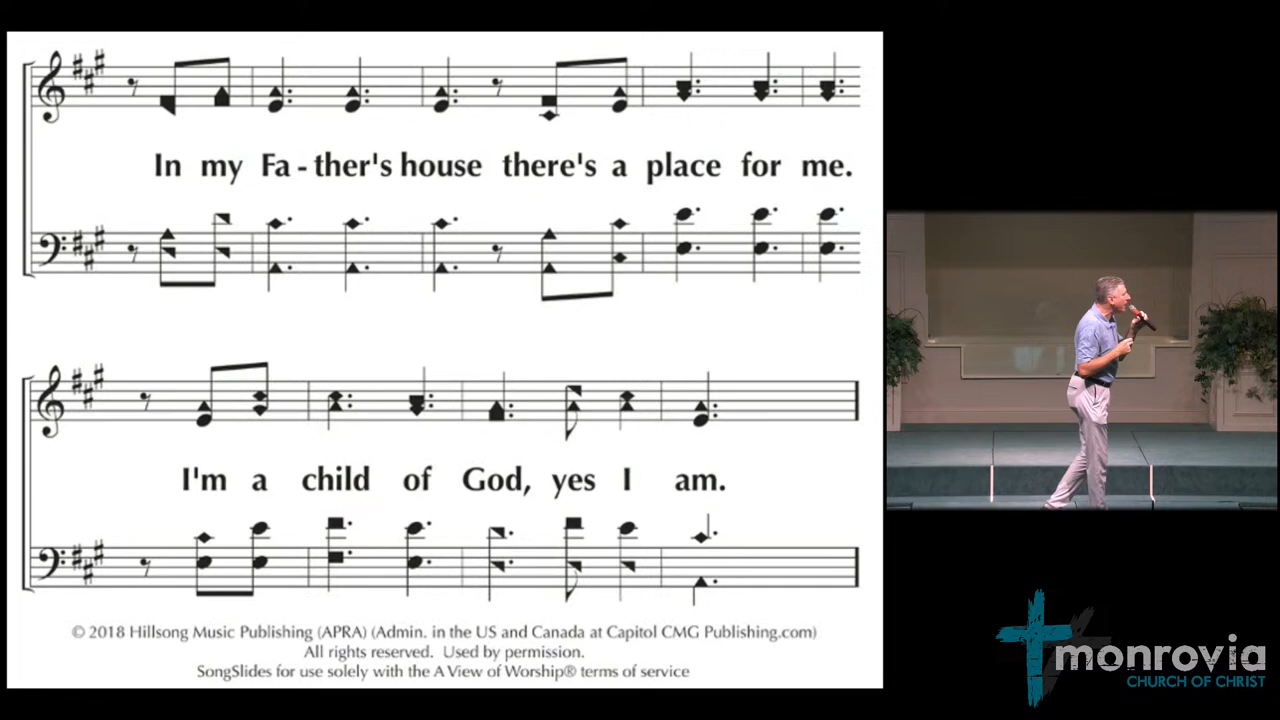 In my Fa - ther's house there's a place for me.
I'm a child of God, yes I am.
© 2018 Hillsong Music Publishing (APRA) (Admin. in the US and Canada at Capitol CMG Publishing.com)
All rights reserved. Used by permission.
SongSlides for use solely with the A View of Worship® terms of service
monrovia
CHURCH OF CHRIST